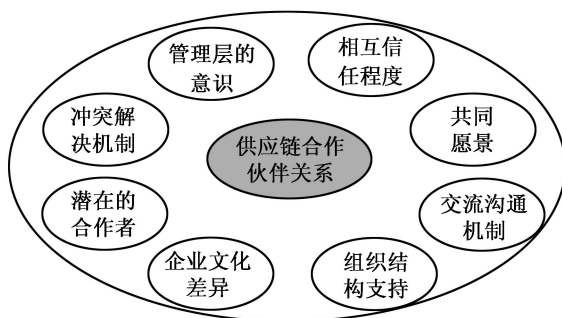 管理层的
意识
相互信
任程度
冲突解
决机制
共同
愿景
供应链合作
伙伴关系
潜在的
合作者
交流沟通
机制
企业文化
差异
组织结
构支持